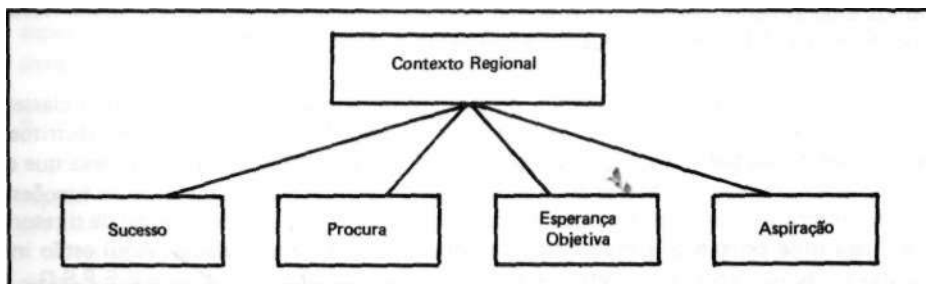 Contexto Regional
Sucesso
Procura
Esperança
Objetiva
Aspiração